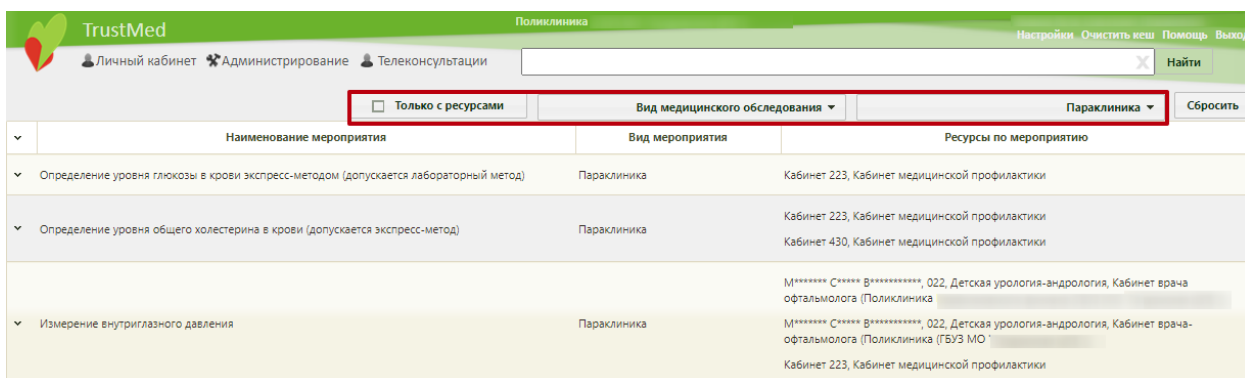 TrustMed
Поликлиника
Настройки Очистить кеш Помощь Выход
Личный кабинет Администрирование Телеконсультации
X Найти
Только с ресурсами Вид медицинского обследования Параклиника Сбросить
Наименование мероприятия Вид мероприятия Ресурсы по мероприятию
Определение уровня глюкозы в крови экспресс-методом (допускается лабораторный метод) Параклиника Кабинет 223, Кабинет медицинской профилактики
Определение уровня общего холестерина в крови (допускается экспресс-метод) Параклиника Кабинет 223, Кабинет медицинской профилактики
Кабинет 430, Кабинет медицинской профилактики
Измерение внутриглазного давления Параклиника М******* С***** В***********, 022, Детская урология-андрология, Кабинет врача
офтальмолога (Поликлиника
М******* С***** В***********, 022, Детская урология-андрология, Кабинет врача-
офтальмолога (Поликлиника (ГБУЗ МО "
Кабинет 223, Кабинет медицинской профилактики